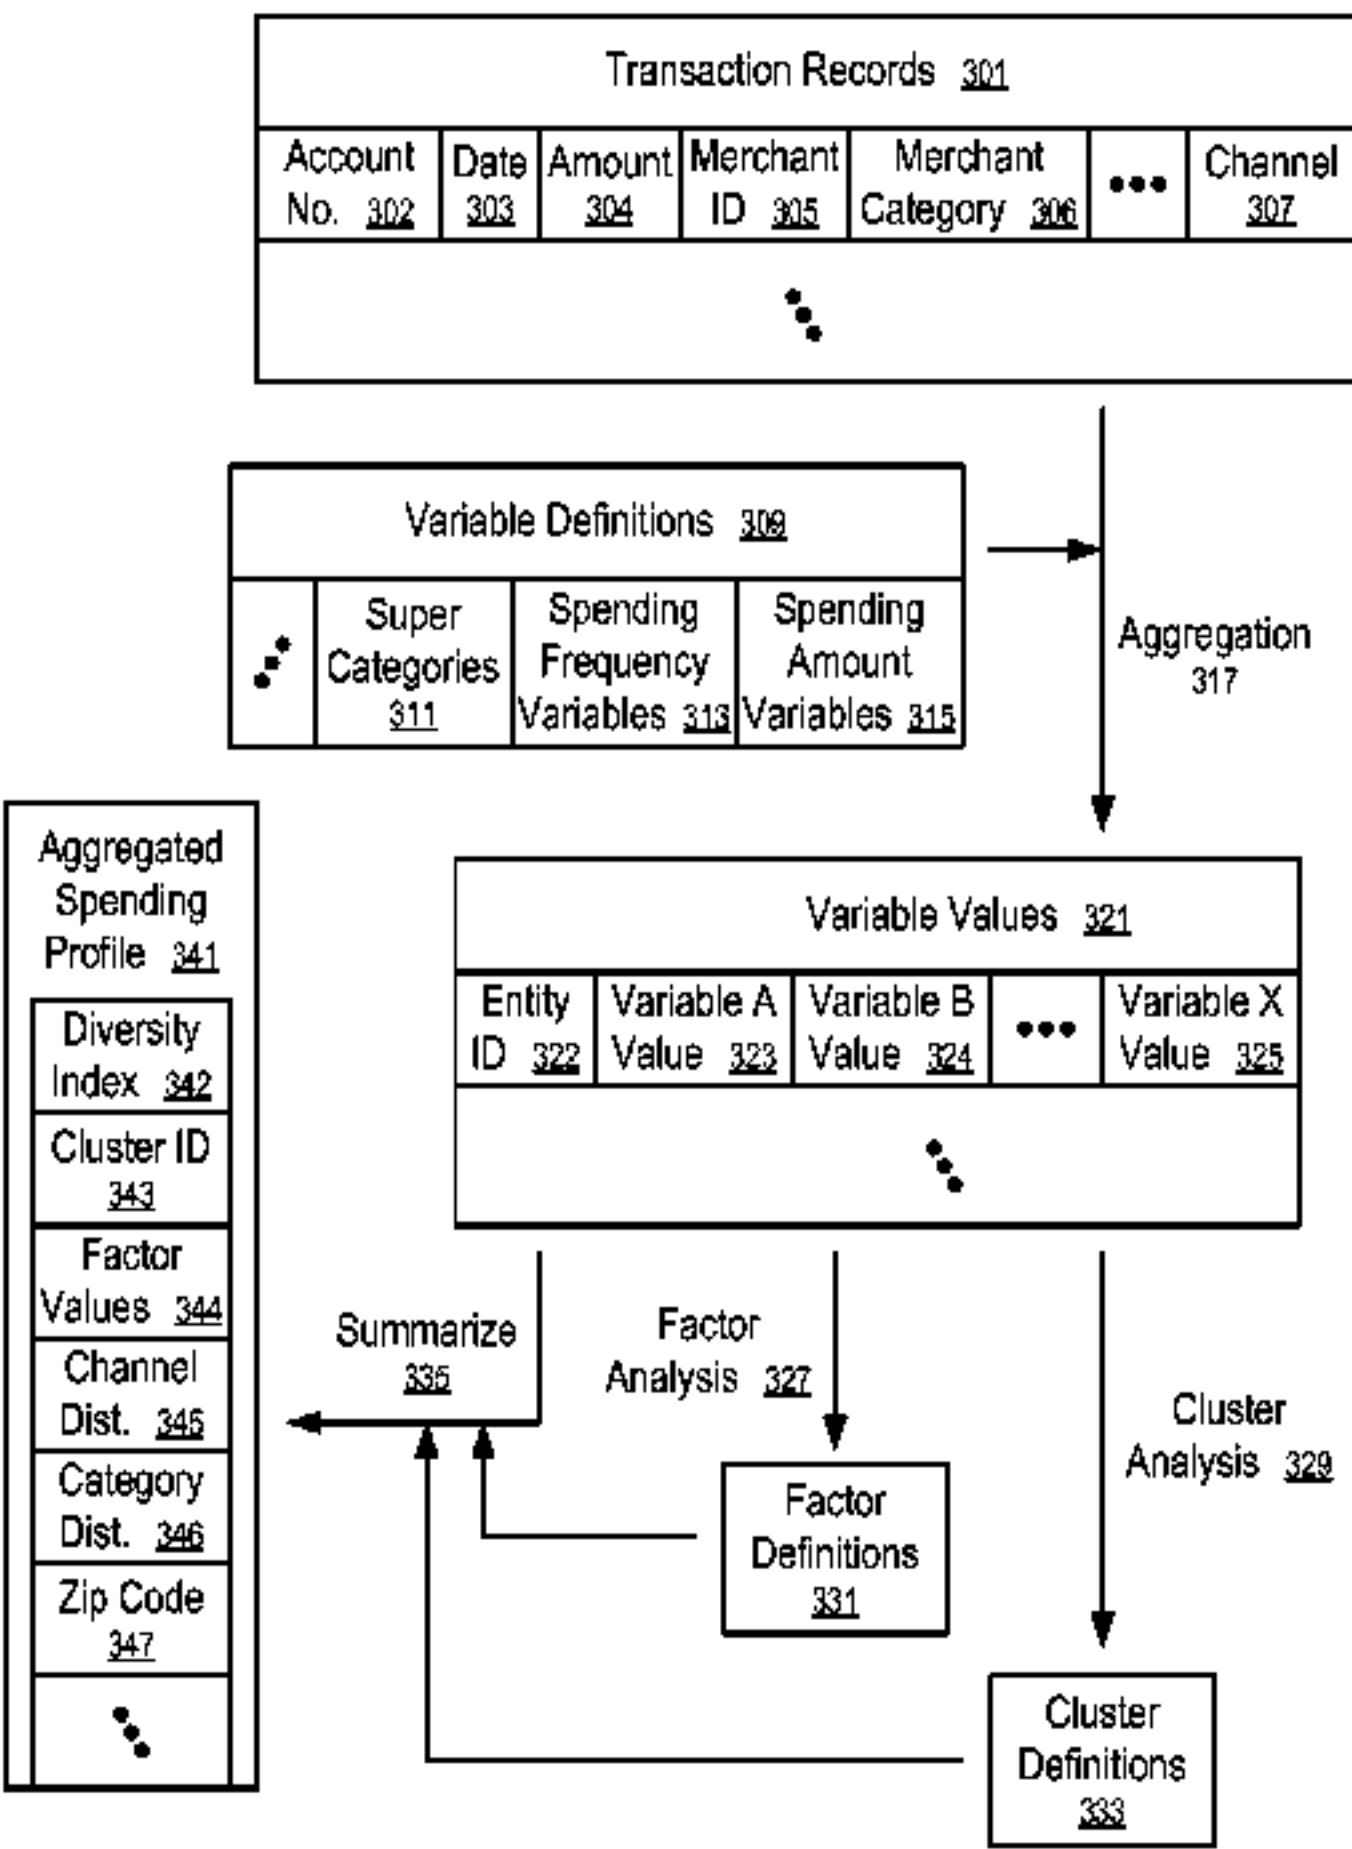 Transaction Records 301
Account
No. 302
Date
303
Amount
304
Merchant
ID 305
Merchant
Category 306
•••
Channel
307
Variable Definitions 309
Super
Categories
311
Spending
Frequency
Variables 313
Spending
Amount
Variables 315
Aggregation
317
Aggregated
Spending
Profile 341
Diversity
Index 342
Cluster ID
343
Factor
Values 344
Channel
Dist. 345
Category
Dist. 346
Zip Code
347
Variable Values 321
Entity
ID 322
Variable A
Value 323
Variable B
Value 324
•••
Variable X
Value 325
Summarize
335
Factor
Analysis 327
Cluster
Analysis 329
Factor
Definitions
331
Cluster
Definitions
333